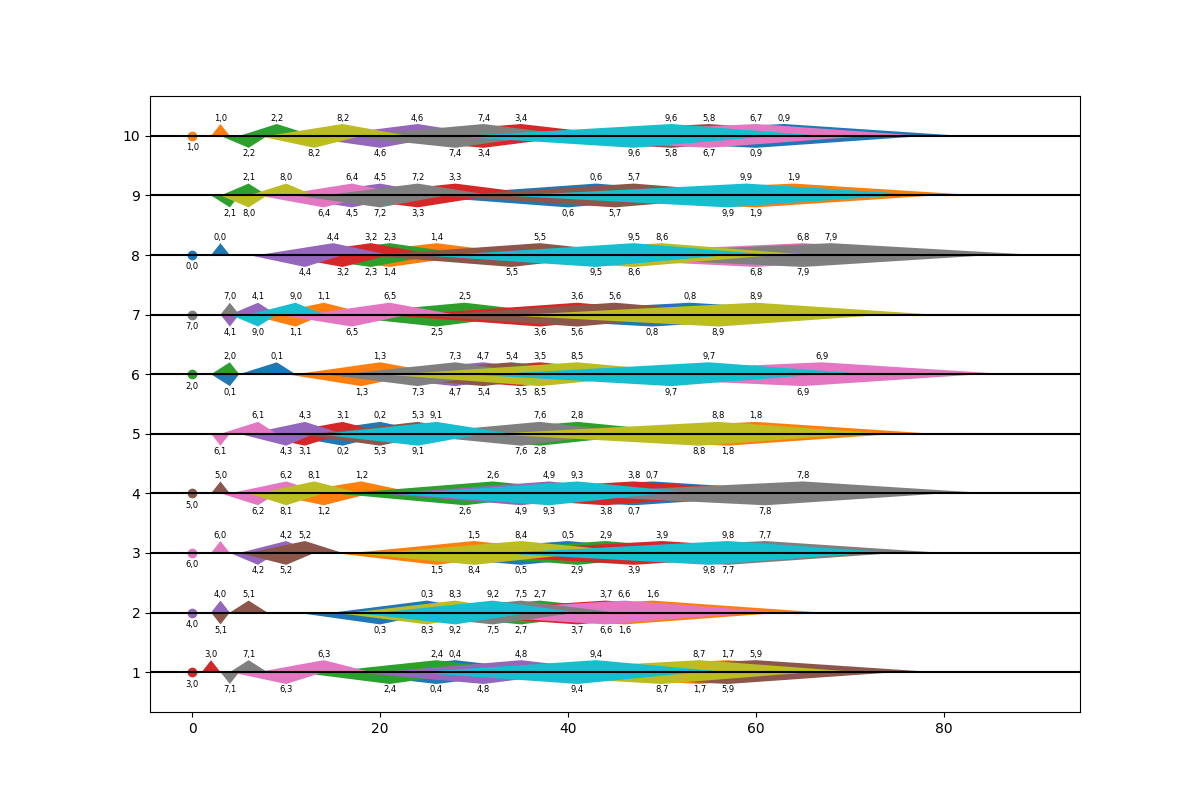 1,0 2,2 8,2 4,6 7,4 3,4 9,6 5,8 6,7 0,9
10
1,0 2,2 8,2 4,6 7,4 3,4 9,6 5,8 6,7 0,9
2,1 8,0 6,4 4,5 7,2 3,3 0,6 5,7 9,9 1,9
9
2,1 8,0 6,4 4,5 7,2 3,3 0,6 5,7 9,9 1,9
0,0 4,4 3,2 2,3 1,4 5,5 9,5 8,6 6,8 7,9
8
0,0 4,4 3,2 2,3 1,4 5,5 9,5 8,6 6,8 7,9
7,0 4,1 9,0 1,1 6,5 2,5 3,6 5,6 0,8 8,9
7
7,0 4,1 9,0 1,1 6,5 2,5 3,6 5,6 0,8 8,9
2,0 0,1 1,3 7,3 4,7 5,4 3,5 8,5 9,7 6,9
6
2,0 0,1 1,3 7,3 4,7 5,4 3,5 8,5 9,7 6,9
6,1 4,3 3,1 0,2 5,3 9,1 7,6 2,8 8,8 1,8
5
6,1 4,3 3,1 0,2 5,3 9,1 7,6 2,8 8,8 1,8
5,0 6,2 8,1 1,2 2,6 4,9 9,3 3,8 0,7 7,8
4
5,0 6,2 8,1 1,2 2,6 4,9 9,3 3,8 0,7 7,8
6,0 4,2 5,2 1,5 8,4 0,5 2,9 3,9 9,8 7,7
3
6,0 4,2 5,2 1,5 8,4 0,5 2,9 3,9 9,8 7,7
4,0 5,1 0,3 8,3 9,2 7,5 2,7 3,7 6,6 1,6
2
4,0 5,1 0,3 8,3 9,2 7,5 2,7 3,7 6,6 1,6
3,0 7,1 6,3 2,4 0,4 4,8 9,4 8,7 1,7 5,9
1
3,0 7,1 6,3 2,4 0,4 4,8 9,4 8,7 1,7 5,9
0 20 40 60 80